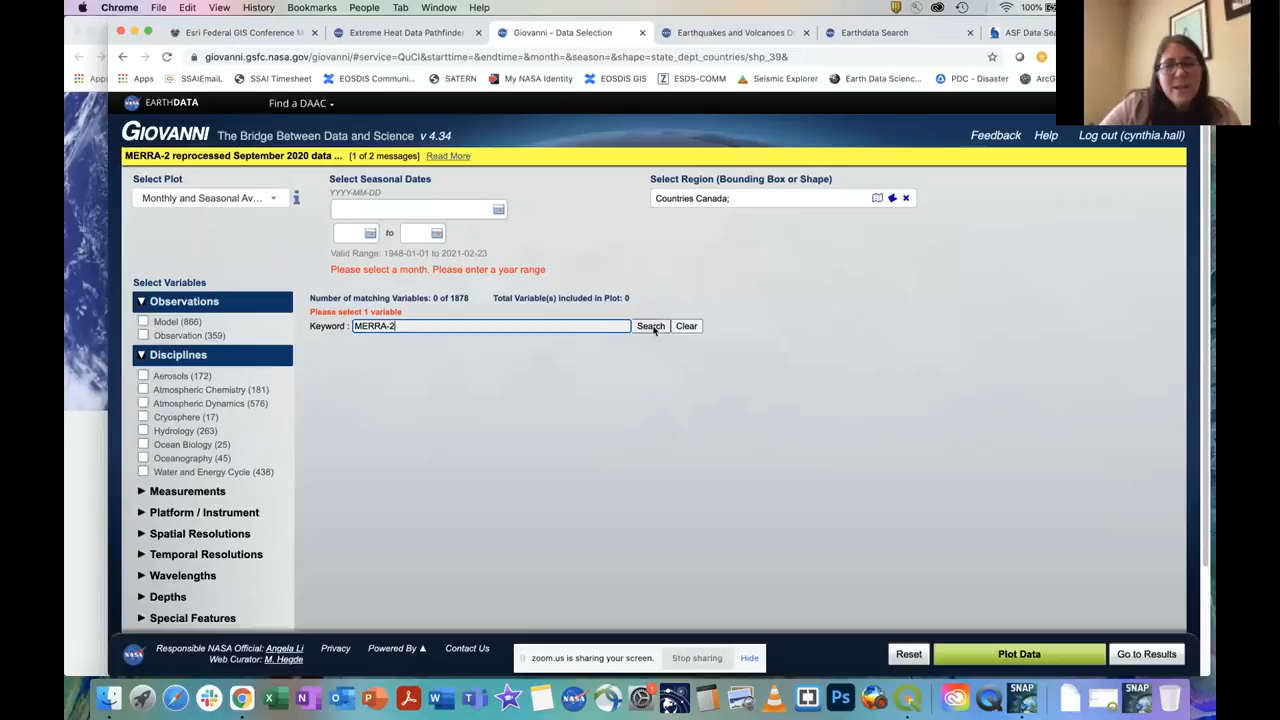 Chrome File Edit View History Bookmarks People Tab Window Help 100%
Esri Federal GIS Conference M × Extreme Heat Data Pathfinder × Giovanni - Data Selection × Earthquakes and Volcanoes D × Earthdata Search × ASF Data Sea
giovanni.gsfc.nasa.gov/giovanni/#service=QuCl&starttime=&endtime=&month=&season=&shape=state_dept_countries/shp_39&
Apps SSAIEmaiL SSAI Timesheet EOSDIS Communi... SATERN My NASA Identity EOSDIS GIS ESDS-COMM Seismic Explorer Earth Data Scienc... PDC - Disaster ArcG
EARTHDATA Find a DAAC
GIOVANNI The Bridge Between Data and Science v 4.34 Feedback Help Log out (cynthia.hall)
MERRA-2 reprocessed September 2020 data ... [1 of 2 messages] Read More
Select Plot Select Seasonal Dates Select Region (Bounding Box or Shape)
YYYY-MM-DD
Monthly and Seasonal Av... Countries Canada;
to
Valid Range: 1948-01-01 to 2021-02-23
Please select a month. Please enter a year range
Select Variables
Observations Number of matching Variables: 0 of 1878 Total Variable(s) included in Plot: 0
Please select 1 variable
Model (866) Keyword : MERRA-2 Search Clear
Observation (359)
Disciplines
Aerosols (172)
Atmospheric Chemistry (181)
Atmospheric Dynamics (576)
Cryosphere (17)
Hydrology (263)
Ocean Biology (25)
Oceanography (45)
Water and Energy Cycle (438)
Measurements
Platform / Instrument
Spatial Resolutions
Temporal Resolutions
Wavelengths
Depths
Special Features
Responsible NASA Official: Angela Li Privacy Powered By Contact Us
Web Curator: M. Hegde
zoom.us is sharing your screen. Stop sharing Hide
Reset Plot Data Go to Results
SNAP SNAP